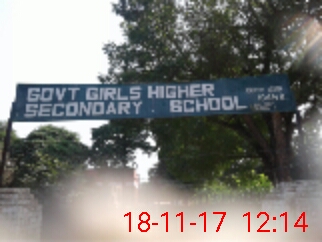 GOVT GIRLS HIGHER
SECONDARY . SCHOOL
18-11-17 12:14